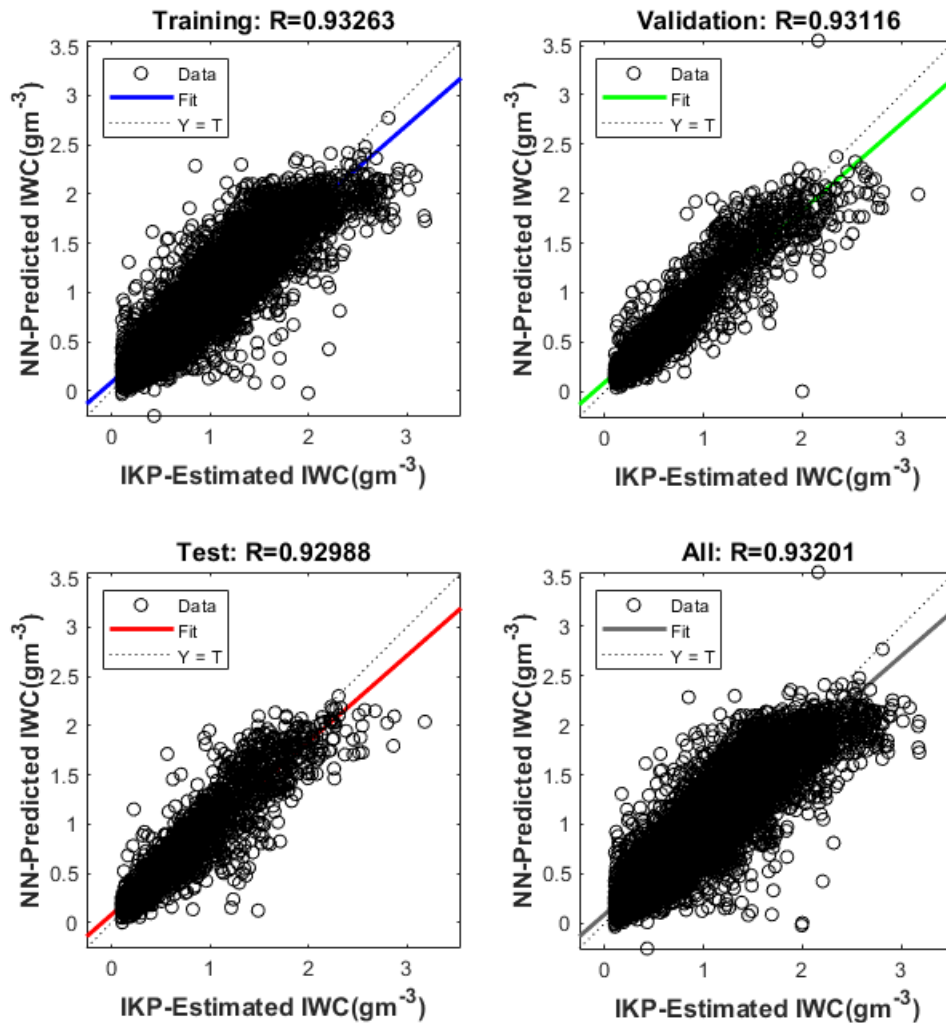 Training: R=0.93263
3.5
3
2.5
2
1.5
1
0.5
0
Data
Fit
Y = T
NN-Predicted IWC(gm⁻³)
0 1 2 3
IKP-Estimated IWC(gm⁻³)
Validation: R=0.93116
3.5
3
2.5
2
1.5
1
0.5
0
Data
Fit
Y = T
NN-Predicted IWC(gm⁻³)
0 1 2 3
IKP-Estimated IWC(gm⁻³)
Test: R=0.92988
3.5
3
2.5
2
1.5
1
0.5
0
Data
Fit
Y = T
NN-Predicted IWC(gm⁻³)
0 1 2 3
IKP-Estimated IWC(gm⁻³)
All: R=0.93201
3.5
3
2.5
2
1.5
1
0.5
0
Data
Fit
Y = T
NN-Predicted IWC(gm⁻³)
0 1 2 3
IKP-Estimated IWC(gm⁻³)